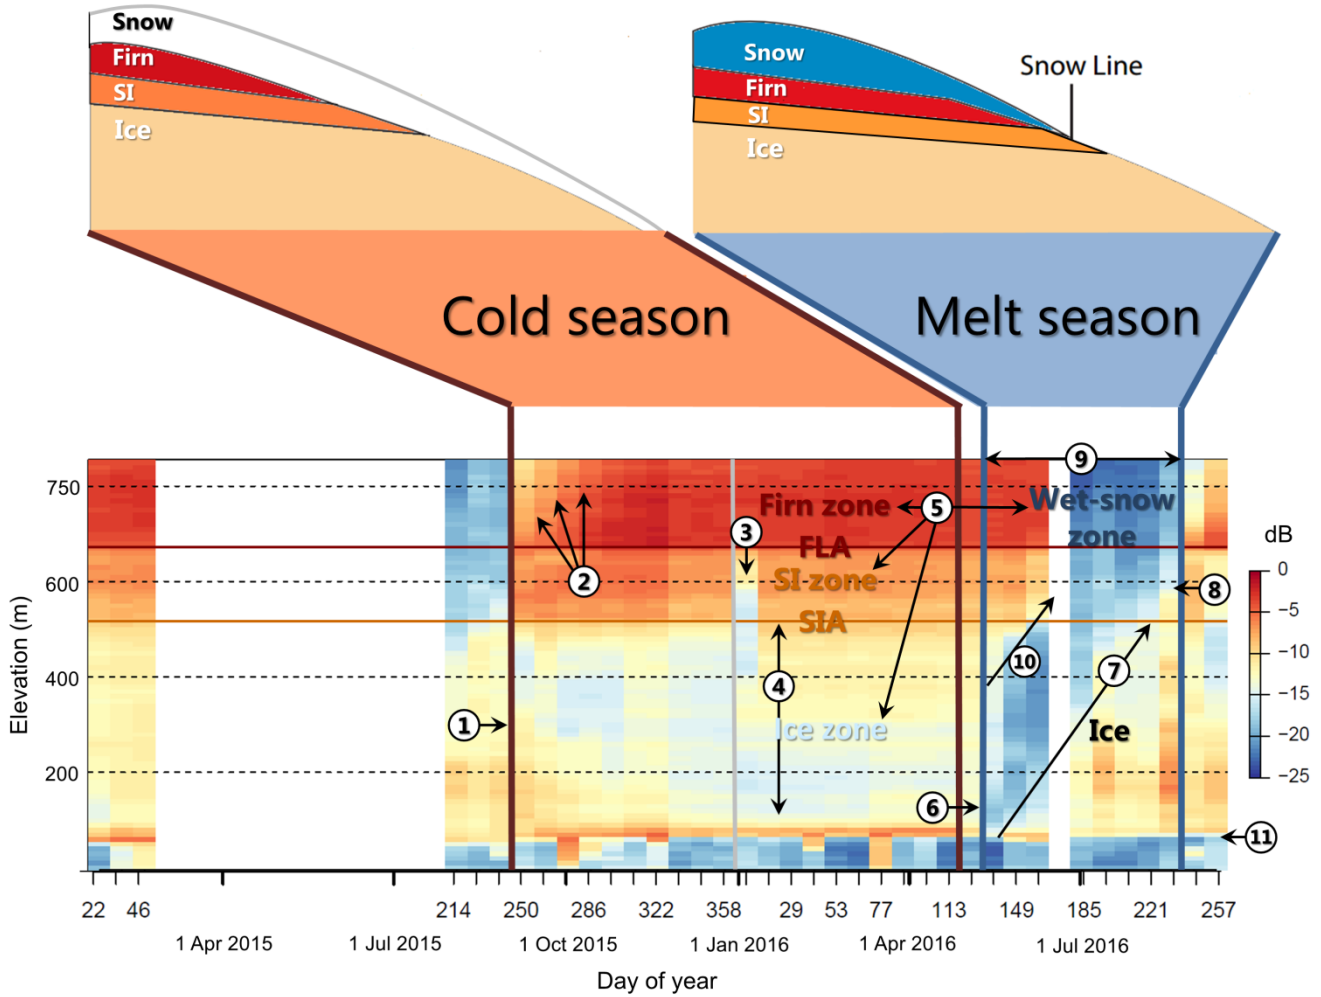 Snow
Firn
SI
Ice
Snow
Firn
SI
Ice
Snow Line
Cold season
Melt season
9
Firn zone
5
Wet-snow
zone
3
FLA
2
SI zone
8
SIA
10
4
7
1
Ice zone
Ice
6
11
Elevation (m)
750
600
400
200
dB
0
−5
−10
−15
−20
−25
22 46 214 250 286 322 358 29 53 77 113 149 185 221 257
1 Apr 2015 1 Jul 2015 1 Oct 2015 1 Jan 2016 1 Apr 2016 1 Jul 2016
Day of year